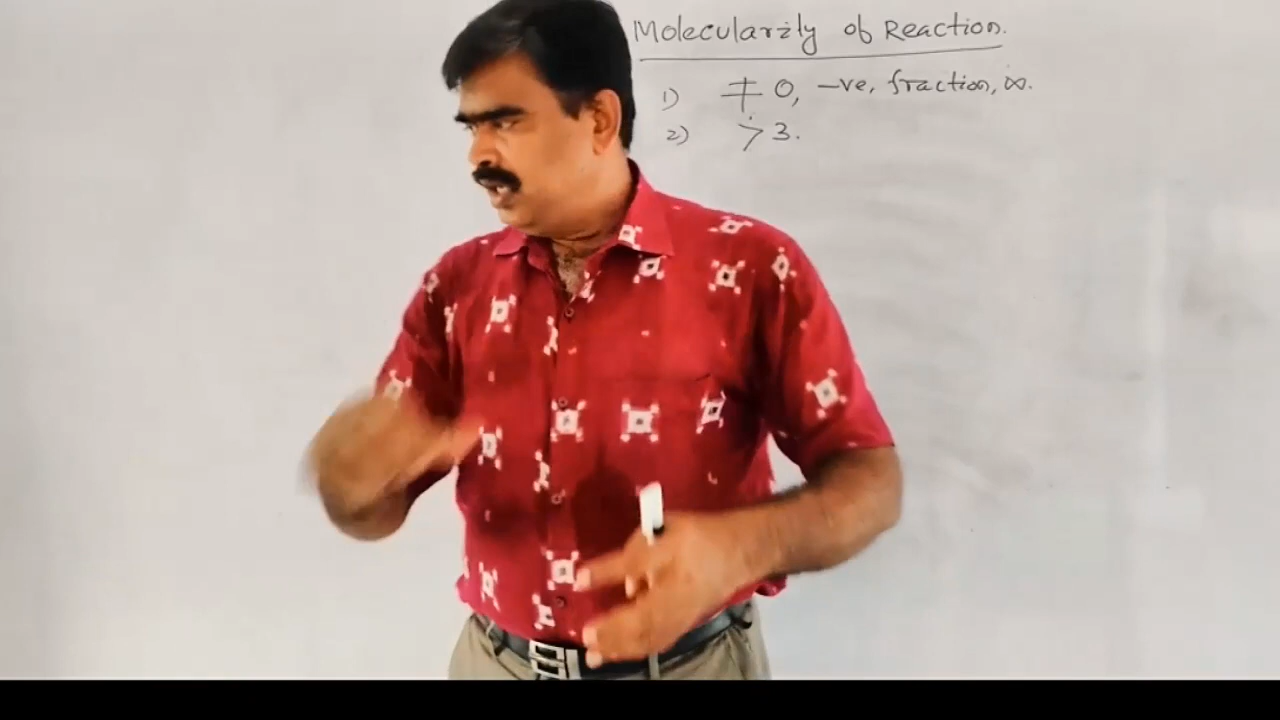 Molecularity of Reaction.
1) ≠ 0, -ve, fraction, ∞.
2) > 3.